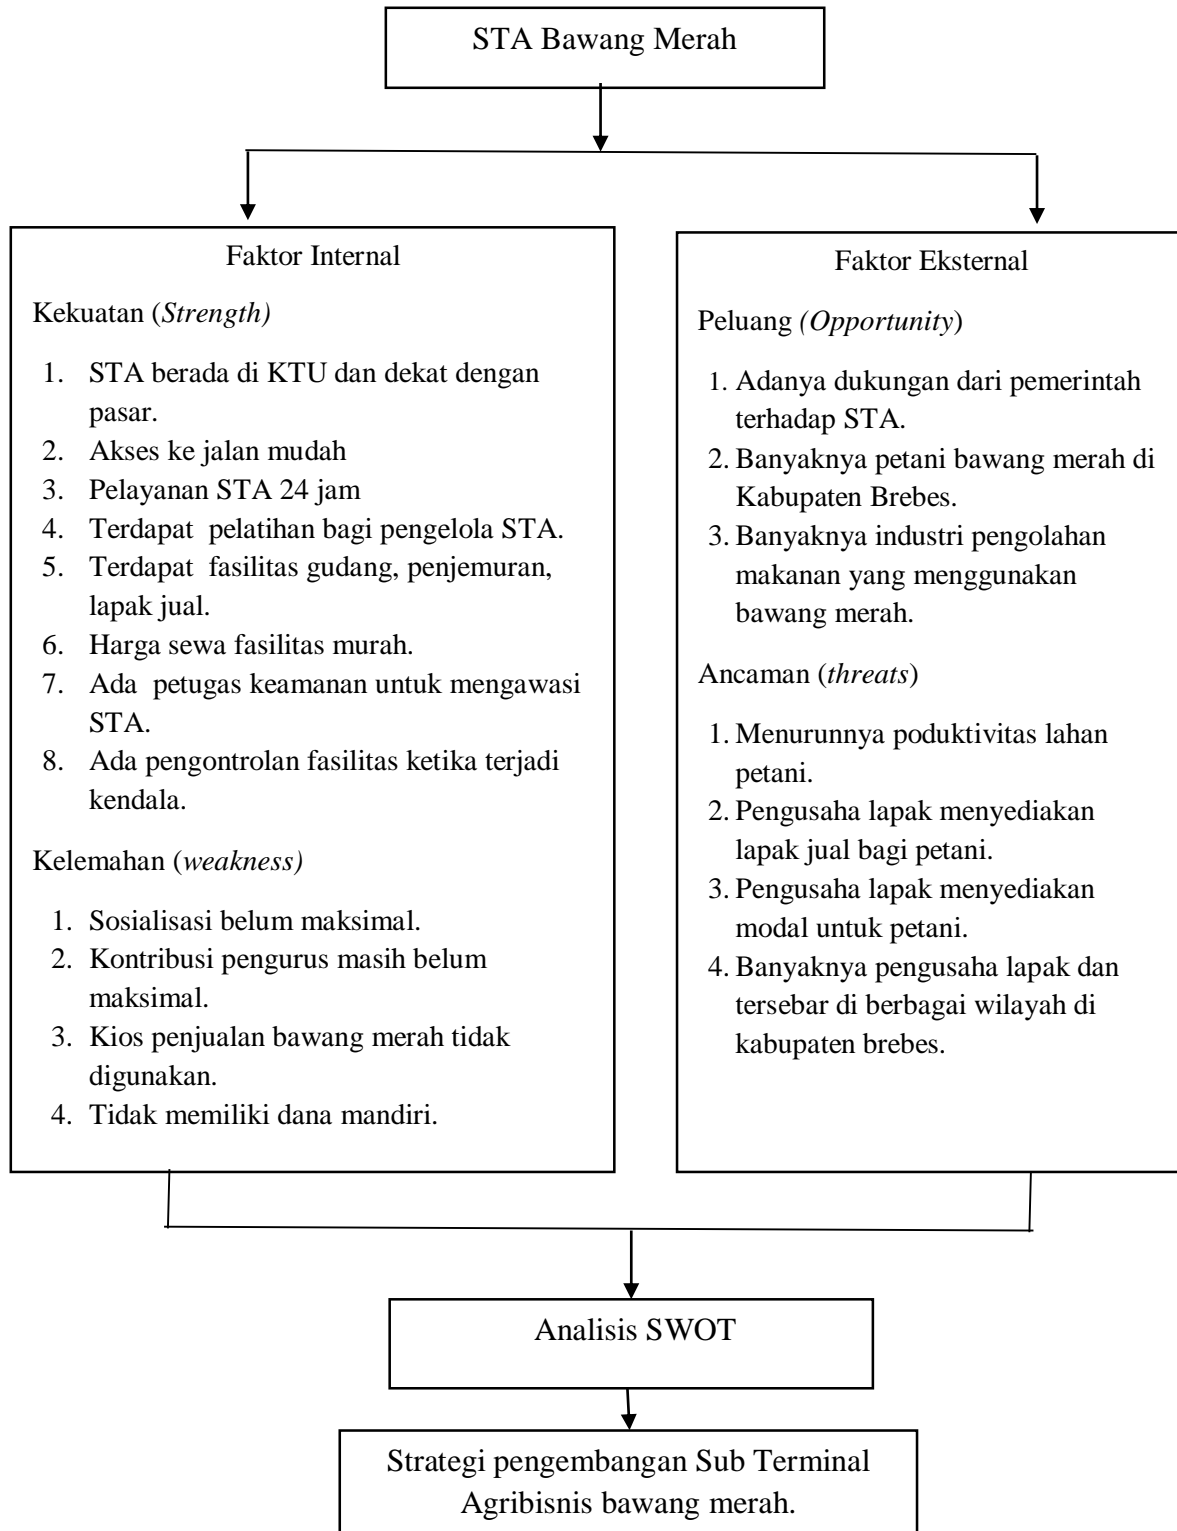 STA Bawang Merah
Faktor Internal
Kekuatan (Strength)
1. STA berada di KTU dan dekat dengan
pasar.
2. Akses ke jalan mudah
3. Pelayanan STA 24 jam
4. Terdapat pelatihan bagi pengelola STA.
5. Terdapat fasilitas gudang, penjemuran,
lapak jual.
6. Harga sewa fasilitas murah.
7. Ada petugas keamanan untuk mengawasi
STA.
8. Ada pengontrolan fasilitas ketika terjadi
kendala.
Kelemahan (weakness)
1. Sosialisasi belum maksimal.
2. Kontribusi pengurus masih belum
maksimal.
3. Kios penjualan bawang merah tidak
digunakan.
4. Tidak memiliki dana mandiri.
Faktor Eksternal
Peluang (Opportunity)
1. Adanya dukungan dari pemerintah
terhadap STA.
2. Banyaknya petani bawang merah di
Kabupaten Brebes.
3. Banyaknya industri pengolahan
makanan yang menggunakan
bawang merah.
Ancaman (threats)
1. Menurunnya poduktivitas lahan
petani.
2. Pengusaha lapak menyediakan
lapak jual bagi petani.
3. Pengusaha lapak menyediakan
modal untuk petani.
4. Banyaknya pengusaha lapak dan
tersebar di berbagai wilayah di
kabupaten brebes.
Analisis SWOT
Strategi pengembangan Sub Terminal
Agribisnis bawang merah.